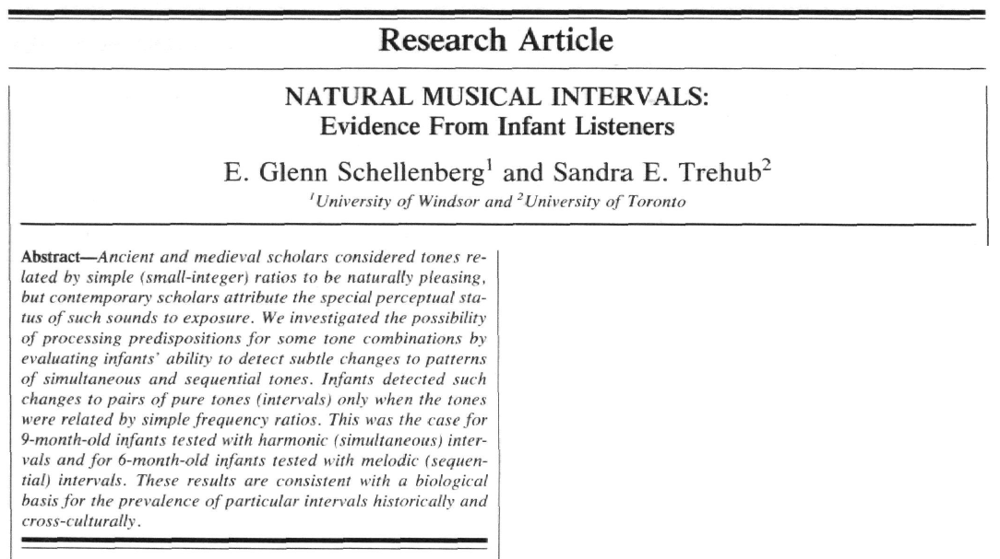 Research Article
NATURAL MUSICAL INTERVALS:
Evidence From Infant Listeners
E. Glenn Schellenberg¹ and Sandra E. Trehub²
¹University of Windsor and ²University of Toronto
Abstract—Ancient and medieval scholars considered tones re-
lated by simple (small-integer) ratios to be naturally pleasing,
but contemporary scholars attribute the special perceptual sta-
tus of such sounds to exposure. We investigated the possibility
of processing predispositions for some tone combinations by
evaluating infants' ability to detect subtle changes to patterns
of simultaneous and sequential tones. Infants detected such
changes to pairs of pure tones (intervals) only when the tones
were related by simple frequency ratios. This was the case for
9-month-old infants tested with harmonic (simultaneous) inter-
vals and for 6-month-old infants tested with melodic (sequen-
tial) intervals. These results are consistent with a biological
basis for the prevalence of particular intervals historically and
cross-culturally.